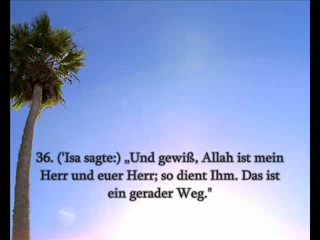 36. ('Isa sagte:) „Und gewiß, Allah ist mein
Herr und euer Herr; so dient Ihm. Das ist
ein gerader Weg."